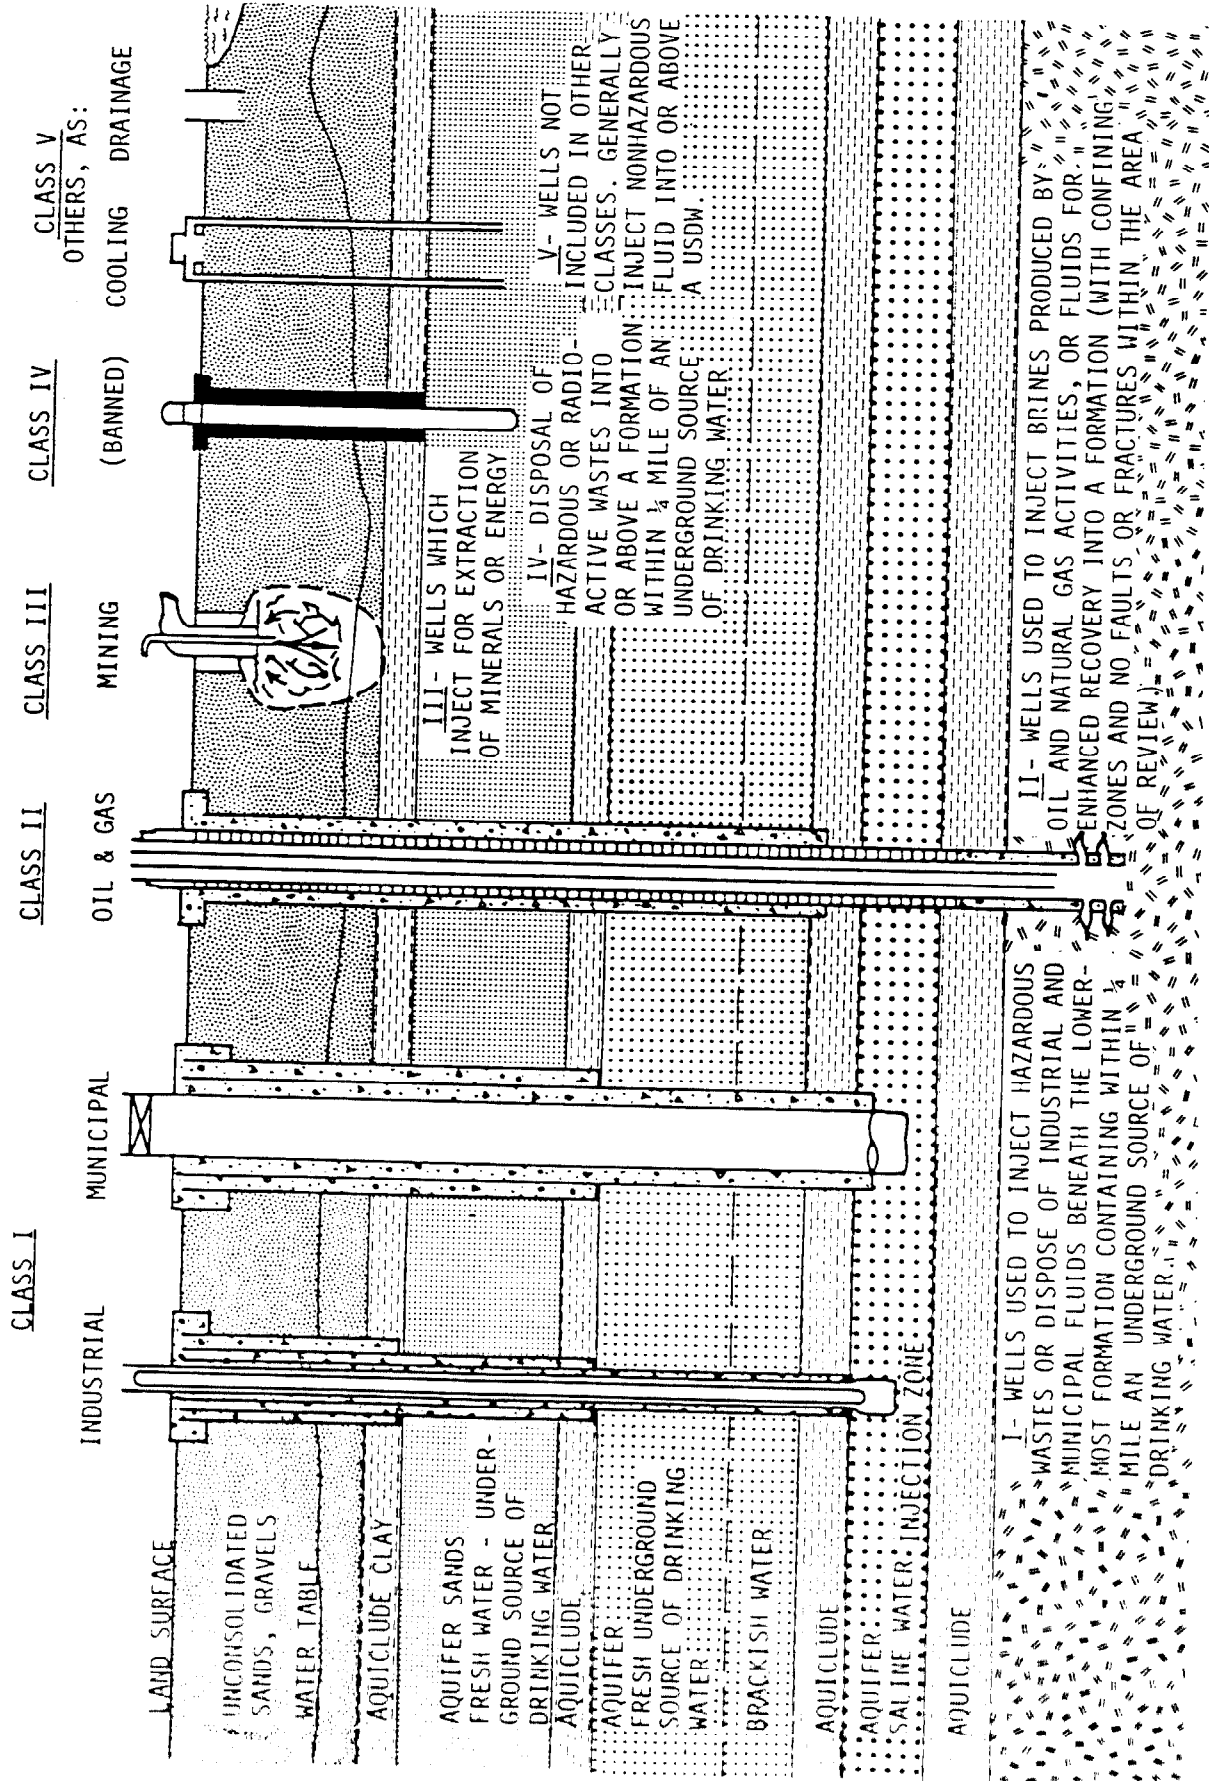 CLASS I
CLASS II
CLASS III
CLASS IV
CLASS V
OTHERS, AS:
INDUSTRIAL
MUNICIPAL
OIL & GAS
MINING
(BANNED)
COOLING
DRAINAGE
LAND SURFACE
UNCONSOLIDATED
SANDS, GRAVELS
WATER TABLE
AQUICLUDE CLAY
AQUIFER SANDS
FRESH WATER - UNDER-
GROUND SOURCE OF
DRINKING WATER
AQUICLUDE
AQUIFER
FRESH UNDERGROUND
SOURCE OF DRINKING
WATER
BRACKISH WATER
AQUICLUDE
AQUIFER
SALINE WATER INJECTION ZONE
AQUICLUDE
I- WELLS USED TO INJECT HAZARDOUS
WASTES OR DISPOSE OF INDUSTRIAL AND
MUNICIPAL FLUIDS BENEATH THE LOWER-
MOST FORMATION CONTAINING WITHIN ¼
MILE AN UNDERGROUND SOURCE OF
DRINKING WATER.
II- WELLS USED TO INJECT BRINES PRODUCED BY
OIL AND NATURAL GAS ACTIVITIES, OR FLUIDS FOR
ENHANCED RECOVERY INTO A FORMATION (WITH CONFINING
ZONES AND NO FAULTS OR FRACTURES WITHIN THE AREA
OF REVIEW)
III- WELLS WHICH
INJECT FOR EXTRACTION
OF MINERALS OR ENERGY
IV- DISPOSAL OF
HAZARDOUS OR RADIO-
ACTIVE WASTES INTO
OR ABOVE A FORMATION
WITHIN ¼ MILE OF AN
UNDERGROUND SOURCE
OF DRINKING WATER
V- WELLS NOT
INCLUDED IN OTHER
CLASSES. GENERALLY
INJECT NONHAZARDOUS
FLUID INTO OR ABOVE
A USDW.